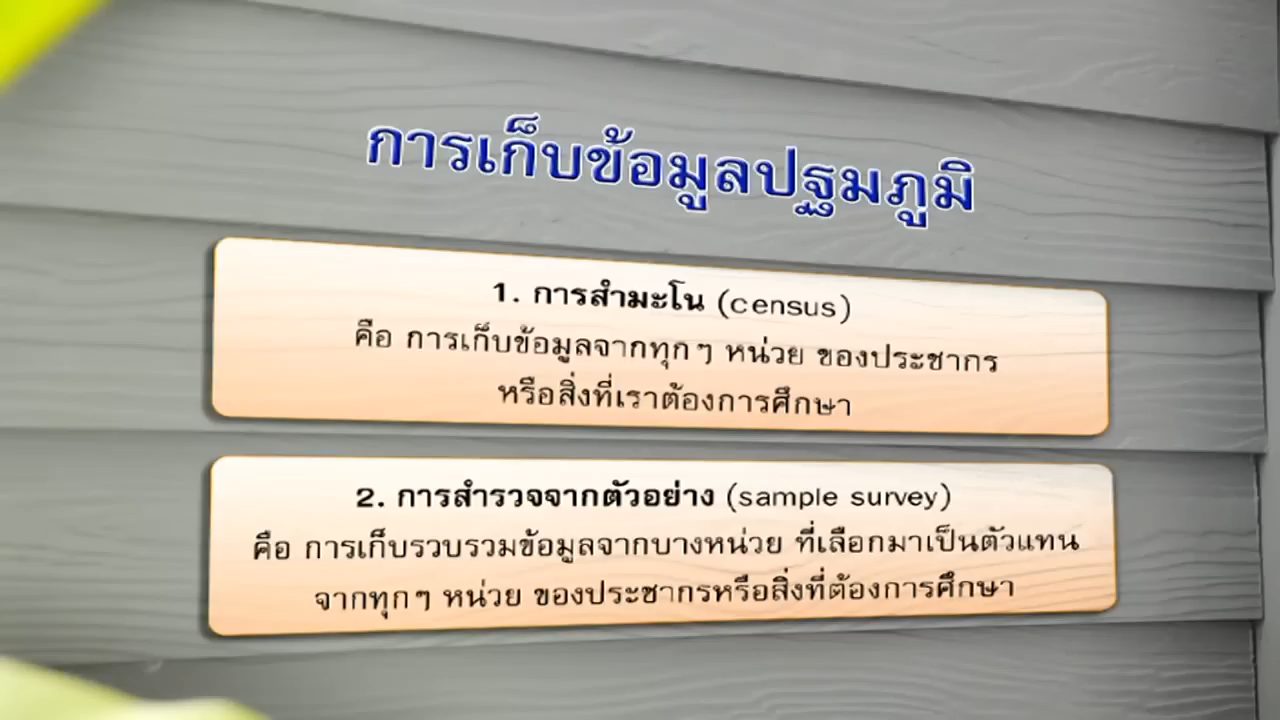 การเก็บข้อมูลปฐมภูมิ
1. การสำมะโน (census)
คือ การเก็บข้อมูลจากทุกๆ หน่วย ของประชากร
หรือสิ่งที่เราต้องการศึกษา
2. การสำรวจจากตัวอย่าง (sample survey)
คือ การเก็บรวบรวมข้อมูลจากบางหน่วย ที่เลือกมาเป็นตัวแทน
จากทุกๆ หน่วย ของประชากรหรือสิ่งที่ต้องการศึกษา